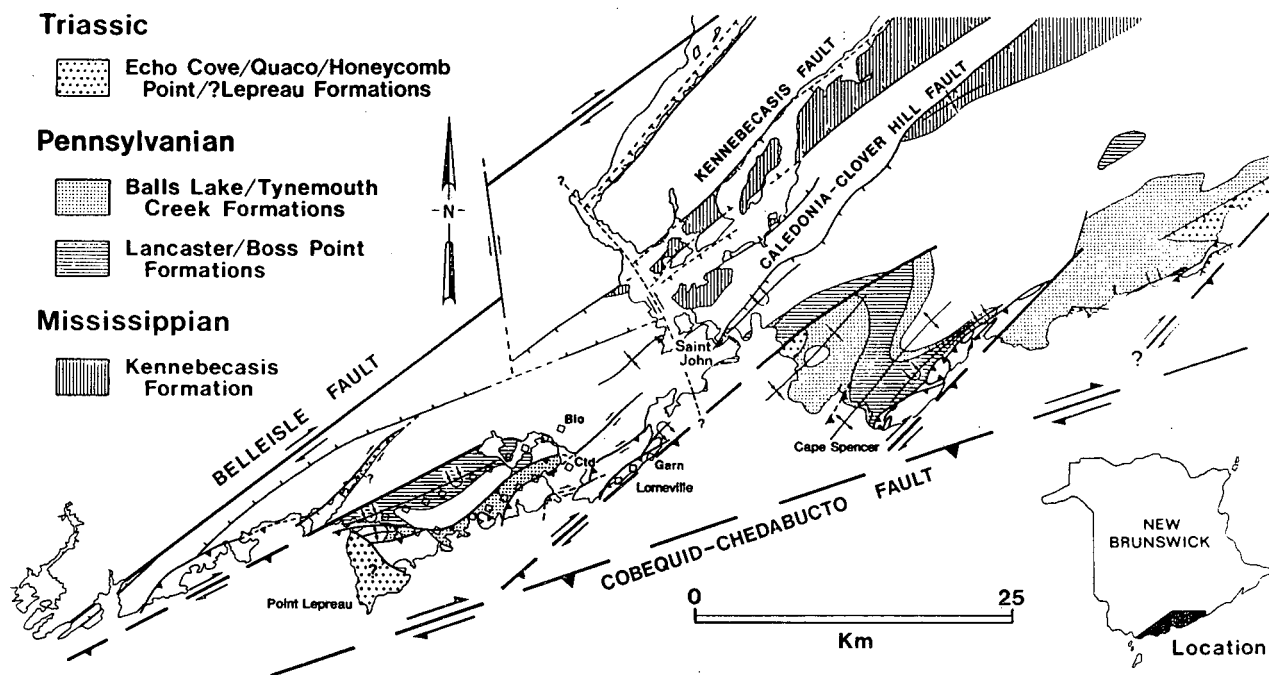 Triassic
Echo Cove/Quaco/Honeycomb
Point/?Lepreau Formations
Pennsylvanian
Balls Lake/Tynemouth
Creek Formations
Lancaster/Boss Point
Formations
Mississippian
Kennebecasis
Formation
N
KENNEBECASIS FAULT
CALEDONIA-CLOVER HILL FAULT
?
Saint
John
?
BELLEISLE FAULT
?
Blo
Ctd
Garn
Lorneville
Cape Spencer
?
COBEQUID-CHEDABUCTO FAULT
?
Point Lepreau
0
25
Km
NEW
BRUNSWICK
Location